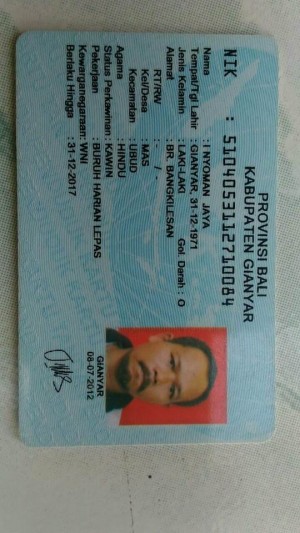 PROVINSI BALI
KABUPATEN GIANYAR
NIK : 5104053112710084
Nama : I NYOMAN JAYA
Tempat/Tgl Lahir : GIANYAR, 31-12-1971
Jenis Kelamin : LAKI-LAKI Gol. Darah : O
Alamat : BR. BANGKILESAN
RT/RW : /
Kel/Desa : MAS
Kecamatan : UBUD
Agama : HINDU
Status Perkawinan : KAWIN
Pekerjaan : BURUH HARIAN LEPAS
Kewarganegaraan : WNI
Berlaku Hingga : 31-12-2017
GIANYAR
08-07-2012